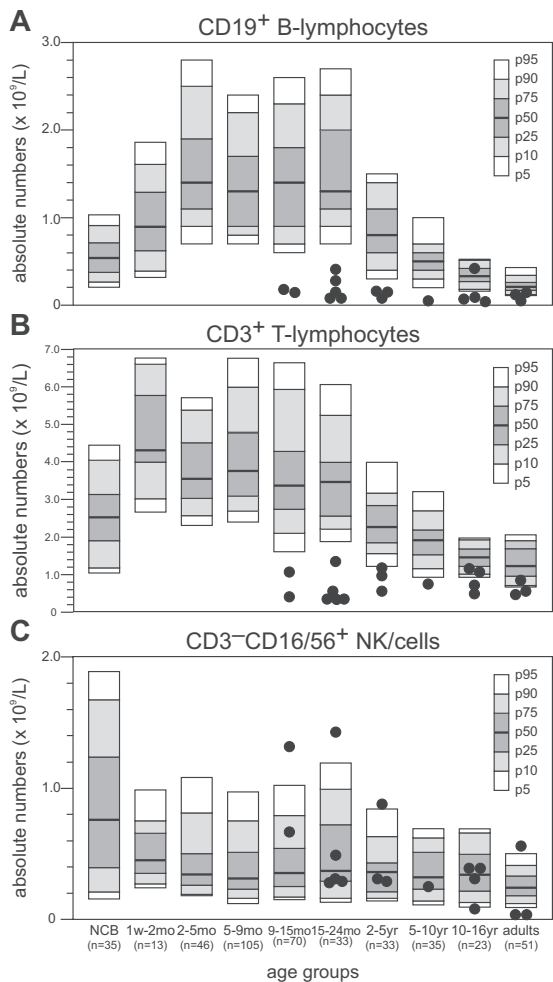 A
CD19+ B-lymphocytes
absolute numbers (x 10⁹/L)
3.0
2.0
1.0
0
p95
p90
p75
p50
p25
p10
p5
B
CD3+ T-lymphocytes
absolute numbers (x 10⁹/L)
7.0
6.0
5.0
4.0
3.0
2.0
1.0
0
p95
p90
p75
p50
p25
p10
p5
C
CD3–CD16/56+ NK/cells
absolute numbers (x 10⁹/L)
2.0
1.0
0
p95
p90
p75
p50
p25
p10
p5
NCB 1w-2mo 2-5mo 5-9mo 9-15mo 15-24mo 2-5yr 5-10yr 10-16yr adults
(n=35) (n=13) (n=46) (n=105) (n=70) (n=33) (n=33) (n=35) (n=23) (n=51)
age groups